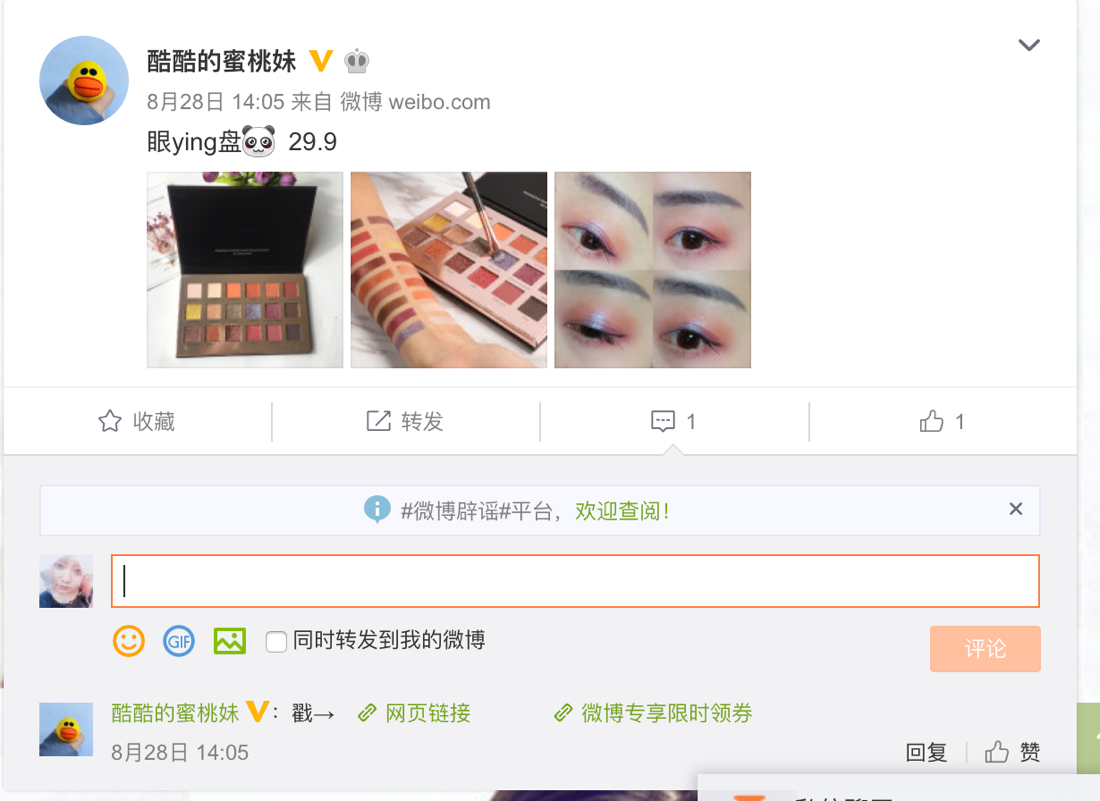 酷酷的蜜桃妹
8月28日 14:05 来自 微博 weibo.com
眼ying盘 29.9
收藏
转发
1
1
#微博辟谣#平台，欢迎查阅！
GIF
同时转发到我的微博
评论
酷酷的蜜桃妹：戳→ 网页链接 微博专享限时领券
8月28日 14:05
回复
赞